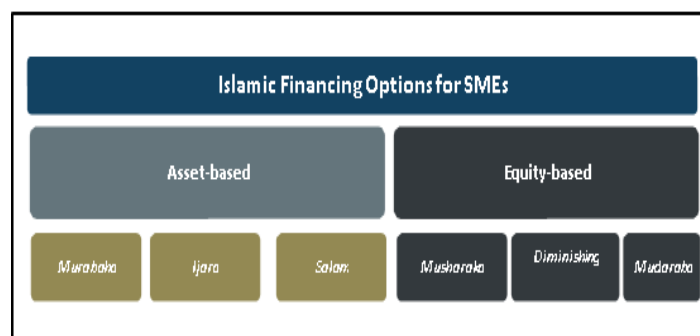 Islamic Financing Options for SMEs
Asset-based
Equity-based
Murabaha
Ijara
Salam
Musharaka
Diminishing
Mudaraba